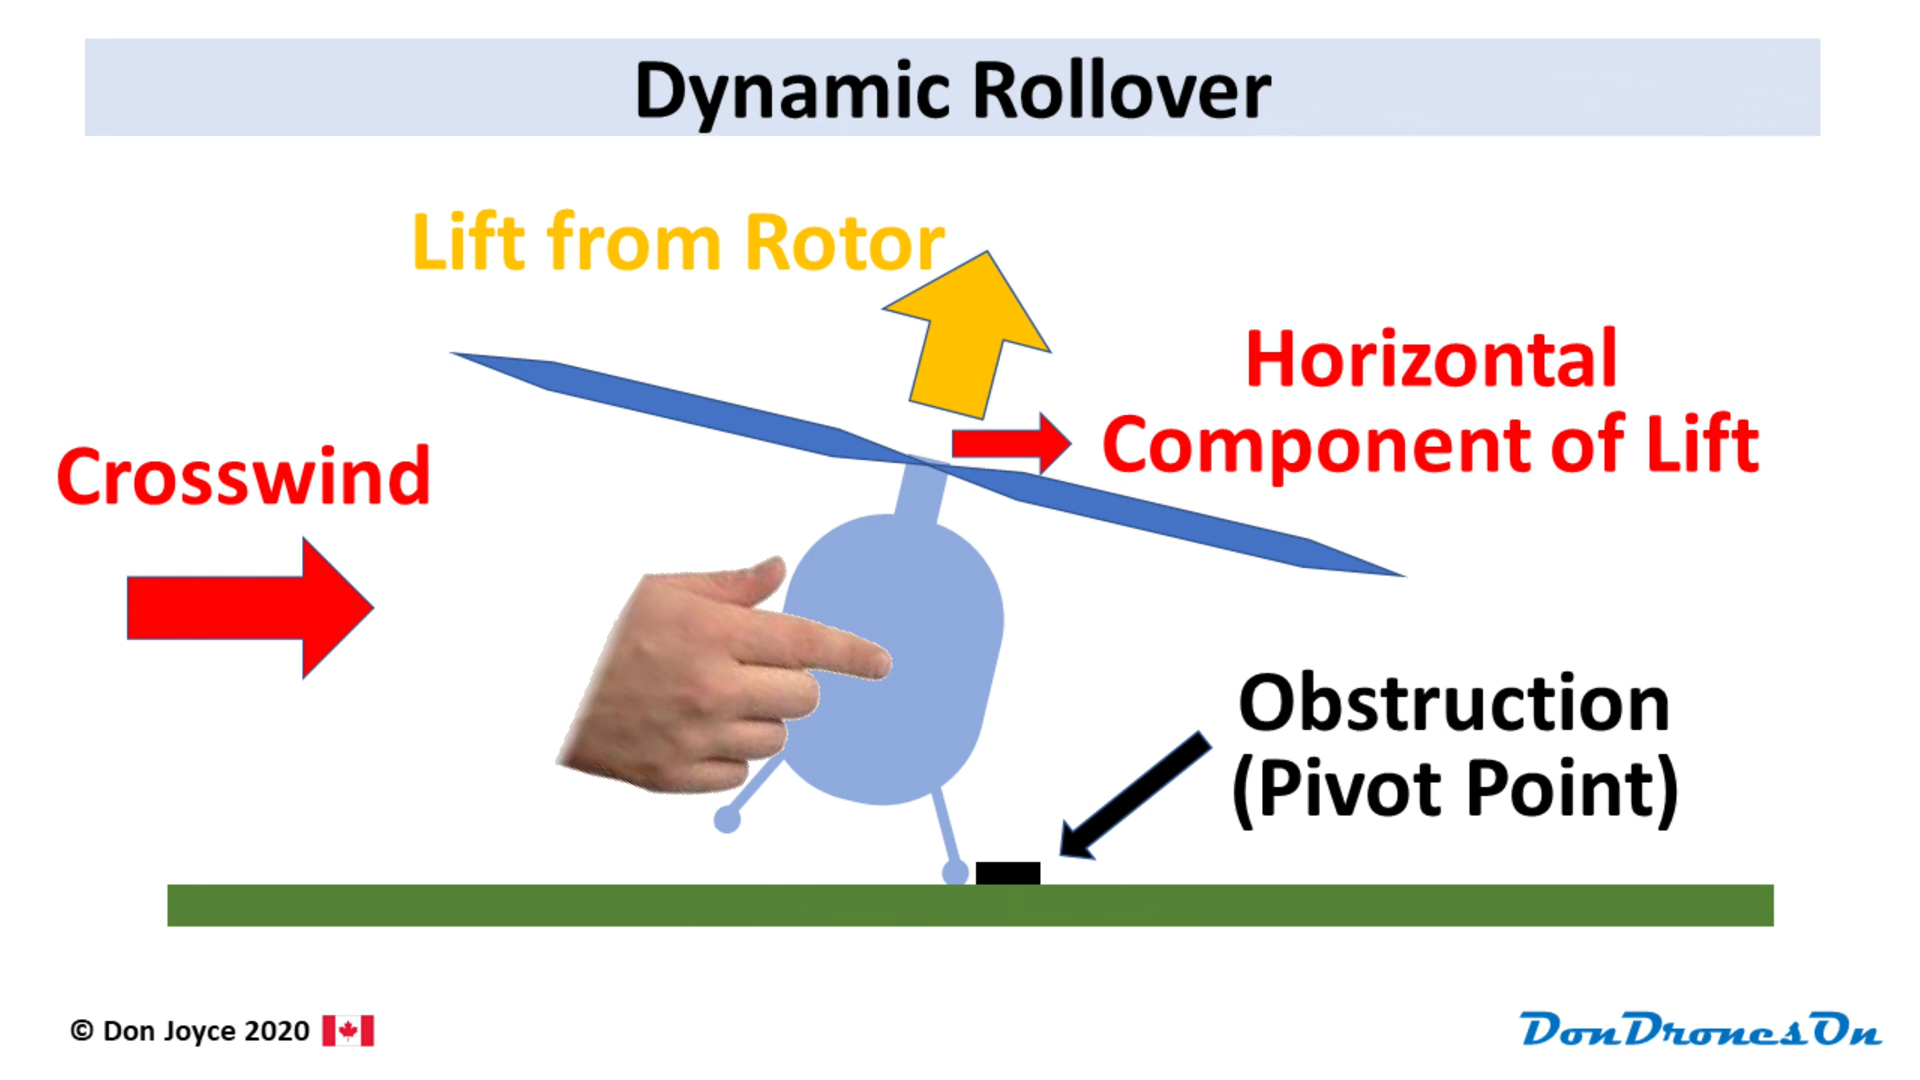 Dynamic Rollover
Lift from Rotor
Horizontal
Component of Lift
Crosswind
Obstruction
(Pivot Point)
© Don Joyce 2020
DonDronesOn